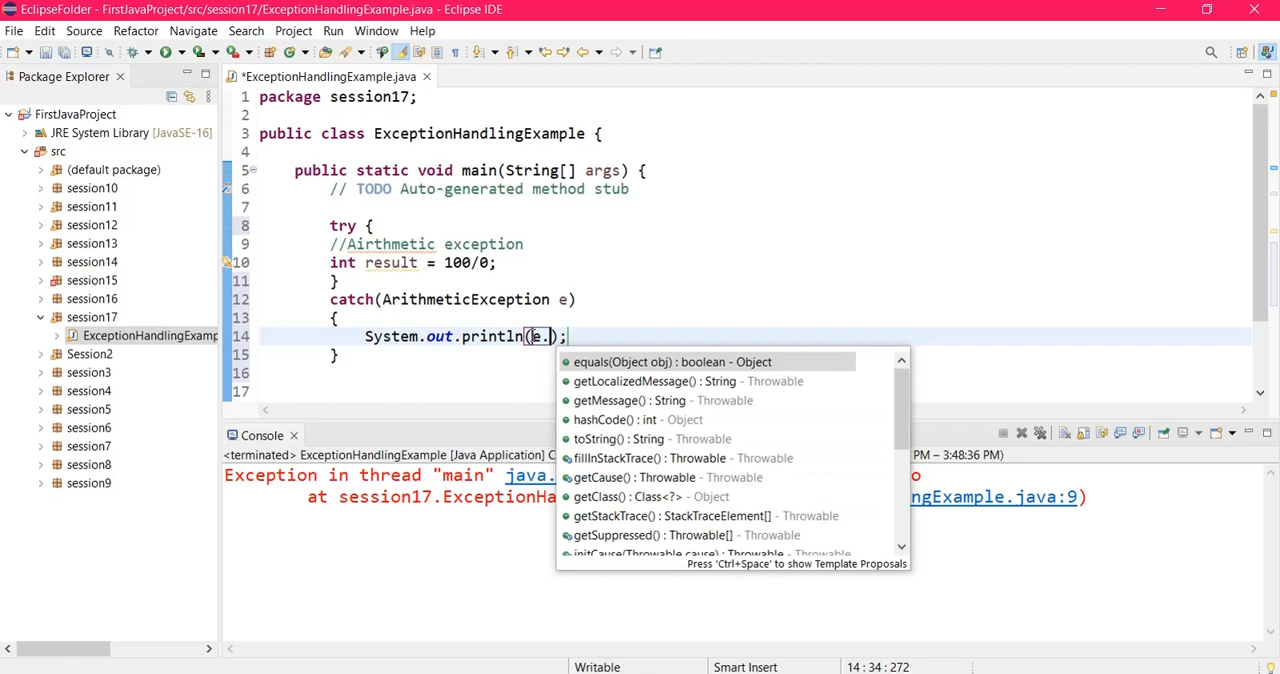 EclipseFolder - FirstJavaProject/src/session17/ExceptionHandlingExample.java - Eclipse IDE
File Edit Source Refactor Navigate Search Project Run Window Help
Package Explorer
FirstJavaProject
JRE System Library [JavaSE-16]
src
(default package)
session10
session11
session12
session13
session14
session15
session16
session17
ExceptionHandlingExamp
Session2
session3
session4
session5
session6
session7
session8
session9
*ExceptionHandlingExample.java
1 package session17;
2
3 public class ExceptionHandlingExample {
4
5 public static void main(String[] args) {
6 // TODO Auto-generated method stub
7
8 try {
9 //Airthmetic exception
10 int result = 100/0;
11 }
12 catch(ArithmeticException e)
13 {
14 System.out.println(e.);
15 }
16
17
equals(Object obj) : boolean - Object
getLocalizedMessage() : String - Throwable
getMessage() : String - Throwable
hashCode() : int - Object
toString() : String - Throwable
fillInStackTrace() : Throwable - Throwable
getCause() : Throwable - Throwable
getClass() : Class<?> - Object
getStackTrace() : StackTraceElement[] - Throwable
getSuppressed() : Throwable[] - Throwable
initCause(Throwable cause) : Throwable - Throwable
Press 'Ctrl+Space' to show Template Proposals
Console
<terminated> ExceptionHandlingExample [Java Application] C PM – 3:48:36 PM)
Exception in thread "main" java. o
at session17.ExceptionHa ngExample.java:9)
Writable Smart Insert 14 : 34 : 272